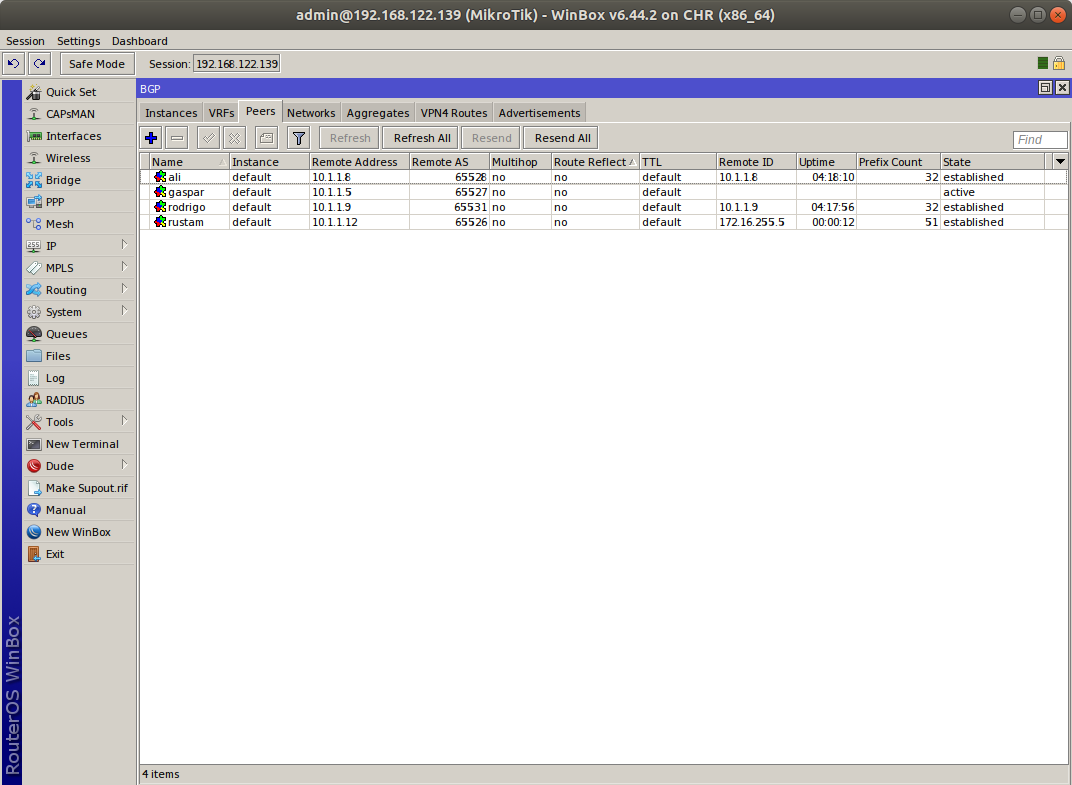 admin@192.168.122.139 (MikroTik) - WinBox v6.44.2 on CHR (x86_64)
Session Settings Dashboard
Safe Mode Session: 192.168.122.139
Quick Set
CAPsMAN
Interfaces
Wireless
Bridge
PPP
Mesh
255 IP
MPLS
Routing
System
Queues
Files
Log
RADIUS
Tools
New Terminal
Dude
Make Supout.rif
Manual
New WinBox
Exit
RouterOS WinBox
BGP
Instances VRFs Peers Networks Aggregates VPN4 Routes Advertisements
Refresh Refresh All Resend Resend All Find
Name Instance Remote Address Remote AS Multihop Route Reflect TTL Remote ID Uptime Prefix Count State
ali default 10.1.1.8 65528 no no default 10.1.1.8 04:18:10 32 established
gaspar default 10.1.1.5 65527 no no default active
rodrigo default 10.1.1.9 65531 no no default 10.1.1.9 04:17:56 32 established
rustam default 10.1.1.12 65526 no no default 172.16.255.5 00:00:12 51 established
4 items